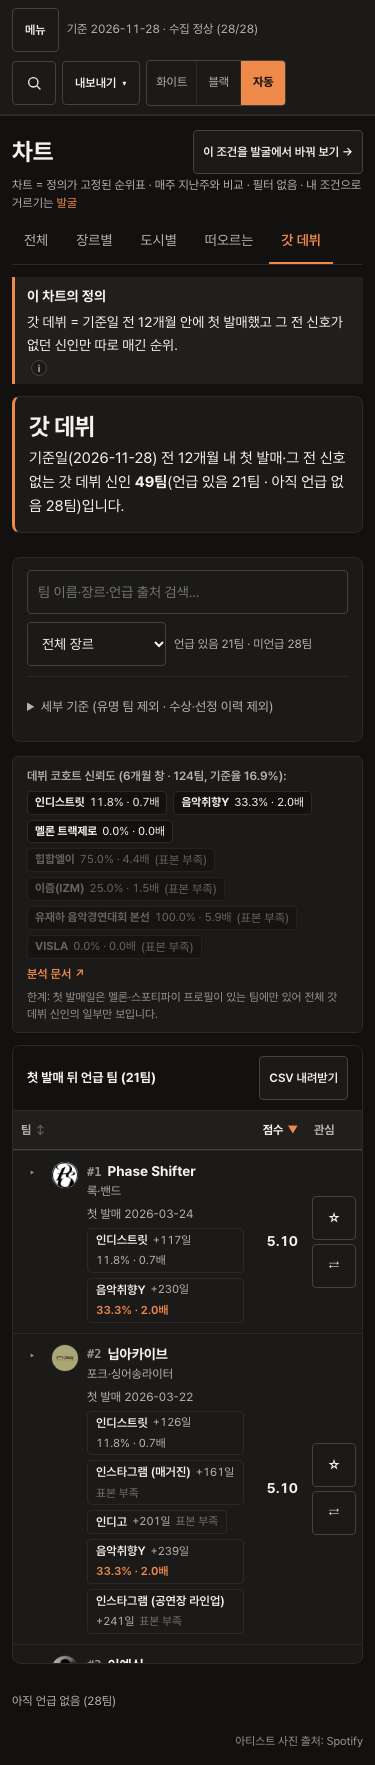 메뉴
기준 2026-11-28 · 수집 정상 (28/28)
내보내기 ▾
화이트
블랙
자동
차트
이 조건을 발굴에서 바꿔 보기 →
차트 = 정의가 고정된 순위표 · 매주 지난주와 비교 · 필터 없음 · 내 조건으로
거르기는 발굴
전체
장르별
도시별
떠오르는
갓 데뷔
이 차트의 정의
갓 데뷔 = 기준일 전 12개월 안에 첫 발매했고 그 전 신호가
없던 신인만 따로 매긴 순위.
i
갓 데뷔
기준일(2026-11-28) 전 12개월 내 첫 발매·그 전 신호
없는 갓 데뷔 신인 49팀(언급 있음 21팀 · 아직 언급 없
음 28팀)입니다.
팀 이름·장르·언급 출처 검색...
전체 장르
언급 있음 21팀 · 미언급 28팀
▶ 세부 기준 (유명 팀 제외 · 수상·선정 이력 제외)
데뷔 코호트 신뢰도 (6개월 창 · 124팀, 기준율 16.9%):
인디스트릿 11.8% · 0.7배
음악취향Y 33.3% · 2.0배
멜론 트랙제로 0.0% · 0.0배
힙합엘이 75.0% · 4.4배 (표본 부족)
이즘(IZM) 25.0% · 1.5배 (표본 부족)
유재하 음악경연대회 본선 100.0% · 5.9배 (표본 부족)
VISLA 0.0% · 0.0배 (표본 부족)
분석 문서 ↗
한계: 첫 발매일은 멜론·스포티파이 프로필이 있는 팀에만 있어 전체 갓
데뷔 신인의 일부만 보입니다.
첫 발매 뒤 언급 팀 (21팀)
CSV 내려받기
팀 ↕
점수 ▼
관심
▸
#1 Phase Shifter
록·밴드
첫 발매 2026-03-24
인디스트릿 +117일
11.8% · 0.7배
음악취향Y +230일
33.3% · 2.0배
5.10
☆
⇄
▸
#2 닙아카이브
포크·싱어송라이터
첫 발매 2026-03-22
인디스트릿 +126일
11.8% · 0.7배
인스타그램 (매거진) +161일
표본 부족
인디고 +201일 표본 부족
음악취향Y +239일
33.3% · 2.0배
인스타그램 (공연장 라인업)
+241일 표본 부족
5.10
☆
⇄
아직 언급 없음 (28팀)
아티스트 사진 출처: Spotify